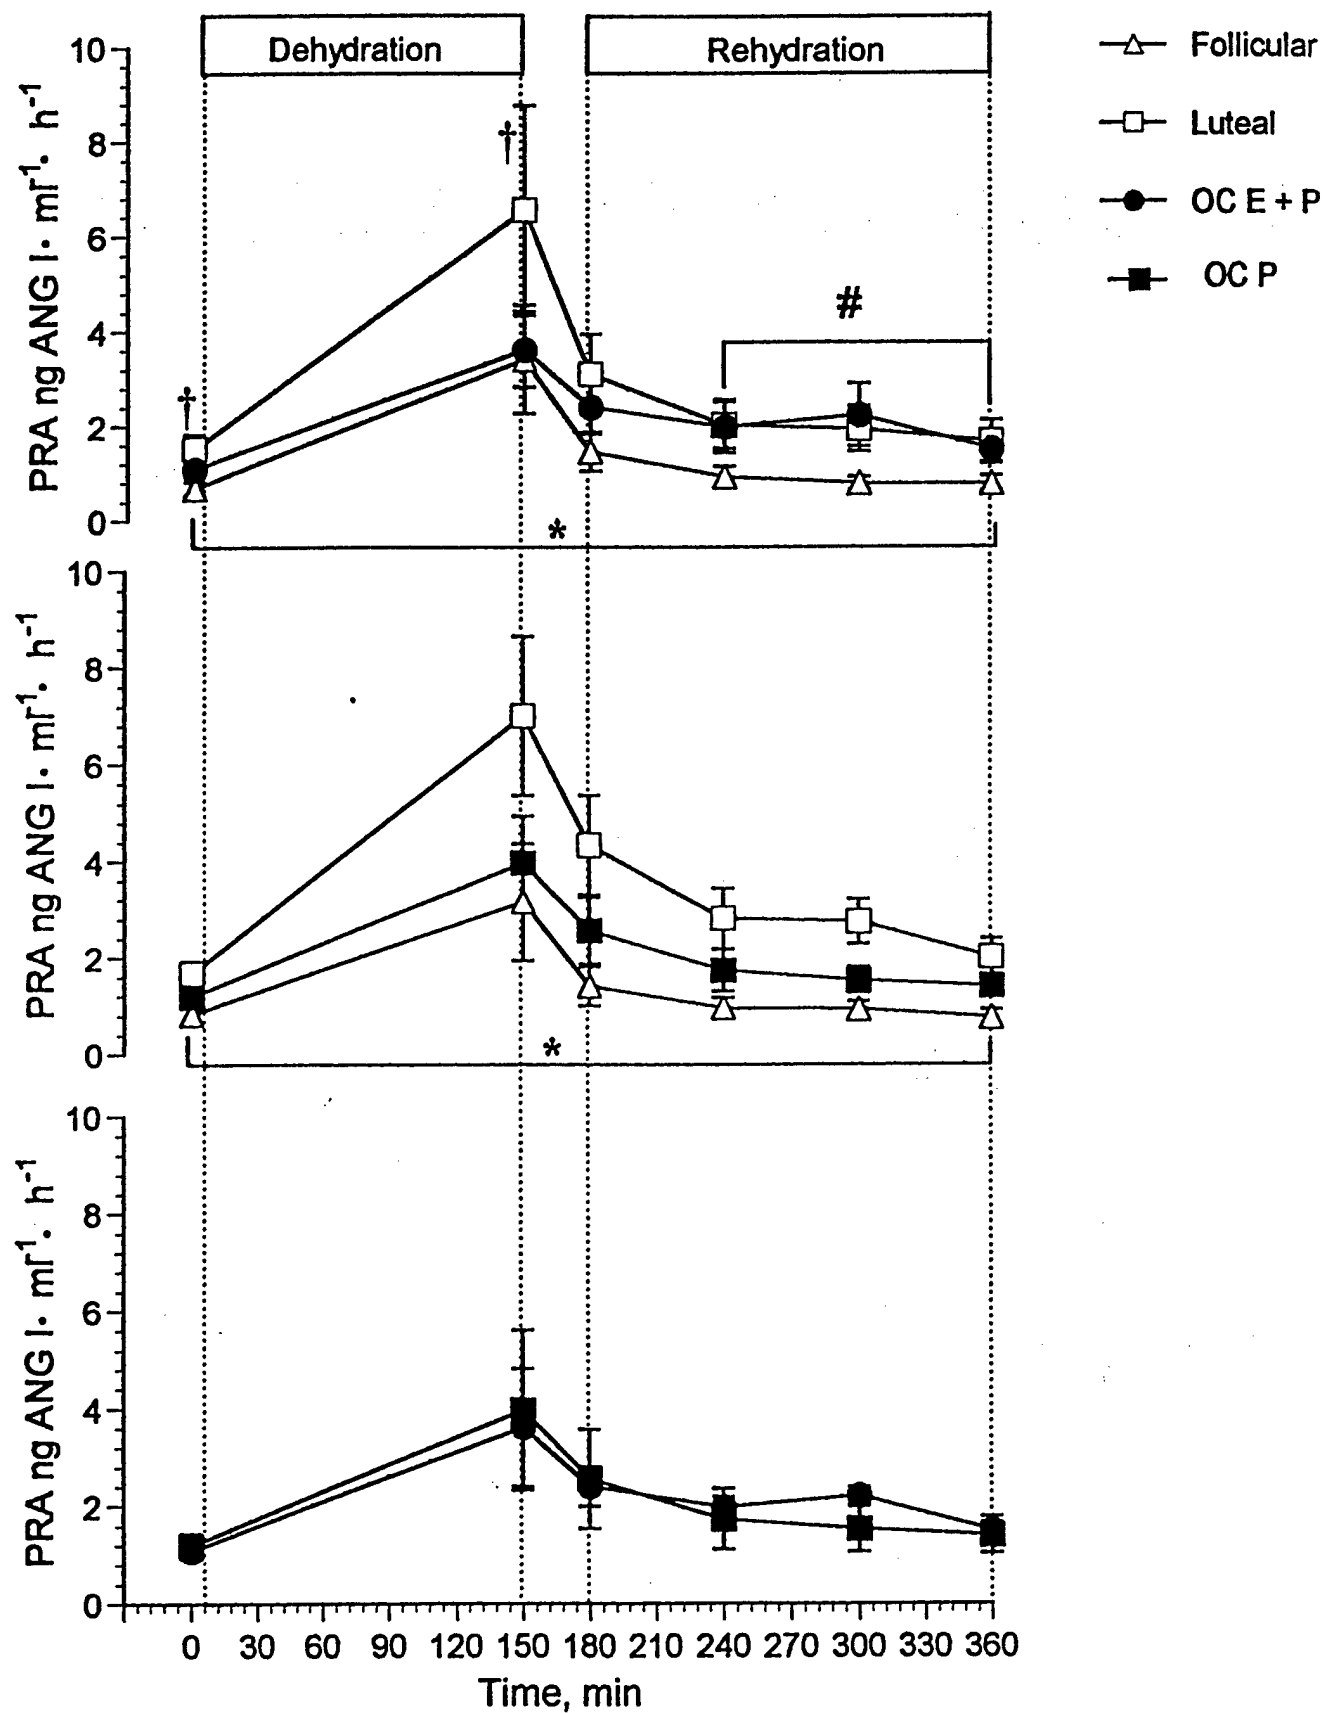 Dehydration
Rehydration
Follicular
Luteal
OC E + P
OC P
PRA ng ANG I· ml¯¹· h⁻¹
10
8
6
4
2
0
†
†
#
*
PRA ng ANG I· ml¯¹· h⁻¹
10
8
6
4
2
0
*
PRA ng ANG I· ml¯¹· h⁻¹
10
8
6
4
2
0
0 30 60 90 120 150 180 210 240 270 300 330 360
Time, min